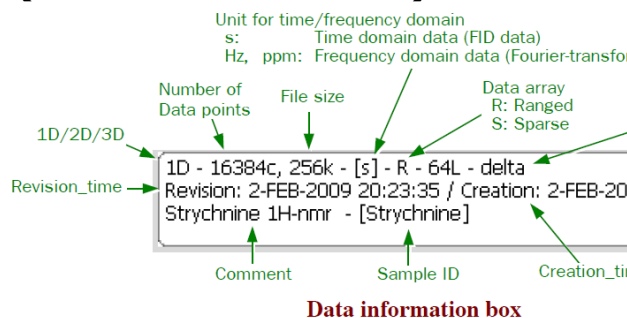 Unit for time/frequency domain
s: Time domain data (FID data)
Hz, ppm: Frequency domain data (Fourier-transfor
Number of
Data points
File size
Data array
R: Ranged
S: Sparse
1D/2D/3D
1D - 16384c, 256k - [s] - R - 64L - delta
Revision_time
Revision: 2-FEB-2009 20:23:35 / Creation: 2-FEB-20
Strychnine 1H-nmr - [Strychnine]
Comment
Sample ID
Creation_tim
Data information box